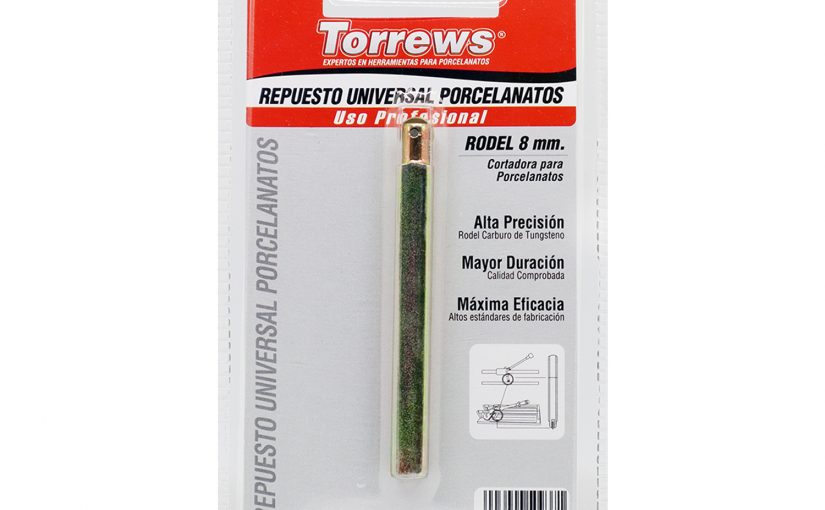 Torrews®
EXPERTOS EN HERRAMIENTAS PARA PORCELANATOS
REPUESTO UNIVERSAL PORCELANATOS
Uso Profesional
RODEL 8 mm.
Cortadora para
Porcelanatos
Alta Precisión
Rodel Carburo de Tungsteno
Mayor Duración
Calidad Comprobada
Máxima Eficacia
Altos estándares de fabricación
REPUESTO UNIVERSAL PORCELANATOS